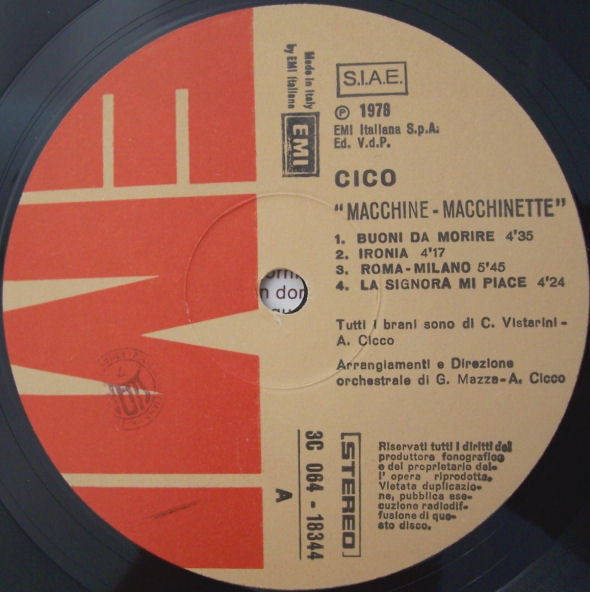 EMI
Made in Italy
by EMI Italiana
EMI
S.I.A.E.
Ⓟ 1978
EMI Italiana S.p.A.
Ed. V.d.P.
CICO
"MACCHINE - MACCHINETTE"
1. BUONI DA MORIRE 4'35
2. IRONIA 4'17
3. ROMA - MILANO 5'45
4. LA SIGNORA MI PIACE 4'24
Tutti i brani sono di C. Vistarini -
A. Cicco
Arrangiamenti e Direzione
orchestrale di G. Mazza - A. Cicco
3C 064 - 18344
A
STEREO
Riservati tutti i diritti del
produttore fonografico
e del proprietario del-
l' opera riprodotta.
Vietata duplicazio-
ne, pubblica ese-
cuzione radiodif-
fusione di que-
sto disco.